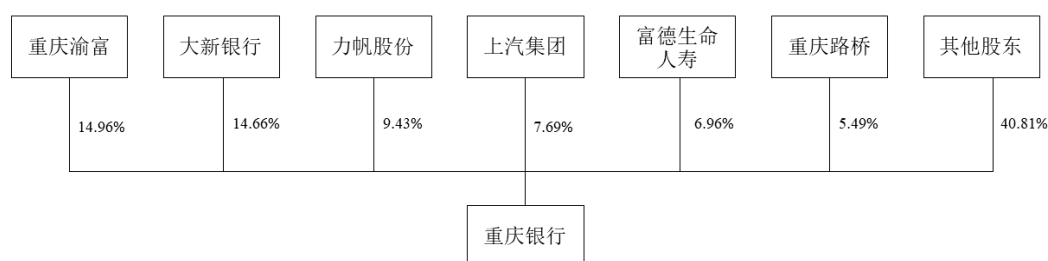 重庆渝富
大新银行
力帆股份
上汽集团
富德生命
人寿
重庆路桥
其他股东
14.96%
14.66%
9.43%
7.69%
6.96%
5.49%
40.81%
重庆银行